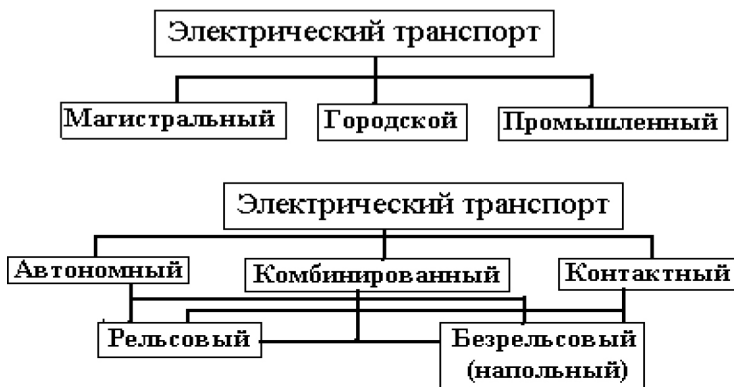 Электрический транспорт
Магистральный Городской Промышленный
Электрический транспорт
Автономный Комбинированный Контактный
Рельсовый Безрельсовый
(напольный)